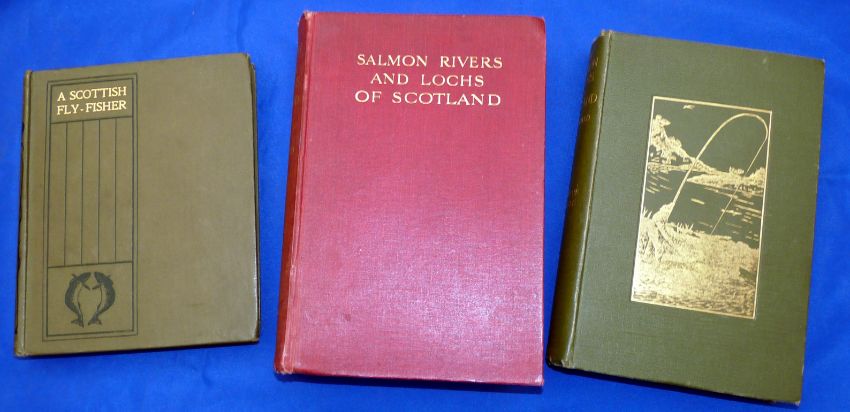 A SCOTTISH
FLY-FISHER
SALMON RIVERS
AND LOCHS
OF SCOTLAND